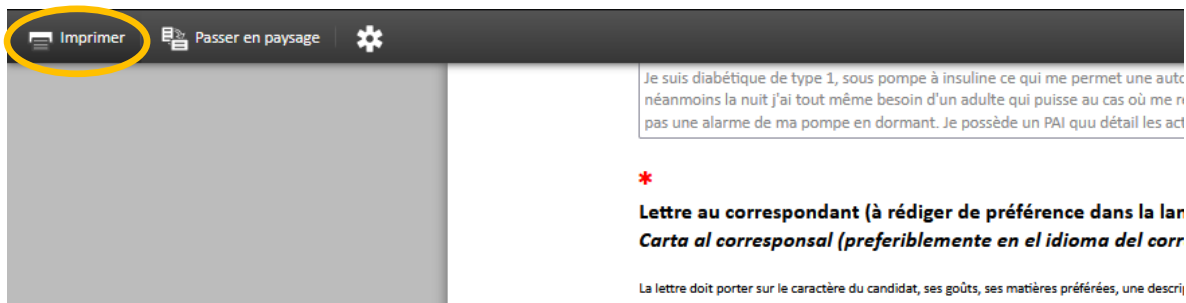 Imprimer Passer en paysage
Je suis diabétique de type 1, sous pompe à insuline ce qui me permet une auto
néanmoins la nuit j'ai tout même besoin d'un adulte qui puisse au cas où me r
pas une alarme de ma pompe en dormant. Je possède un PAI quu détail les act
*
Lettre au correspondant (à rédiger de préférence dans la lan
Carta al corresponsal (preferiblemente en el idioma del corr
La lettre doit porter sur le caractère du candidat, ses goûts, ses matières préférées, une descri